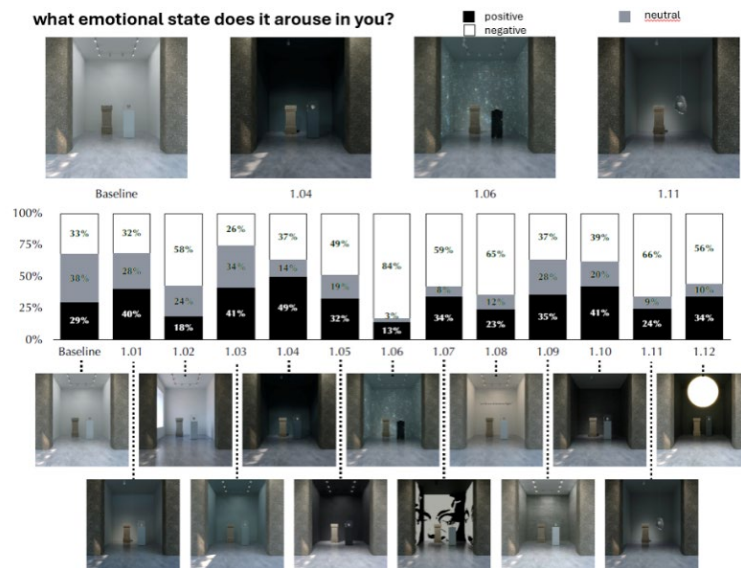 what emotional state does it arouse in you?
positive
neutral
negative
Baseline 1.04 1.06 1.11
100%
33% 32% 58% 26% 37% 49% 84% 59% 65% 37% 39% 66% 56%
75%
38% 28% 24% 34% 14% 19% 3% 8% 12% 28% 20% 9% 10%
50%
25%
29% 40% 18% 41% 49% 32% 13% 34% 23% 35% 41% 24% 34%
0%
Baseline 1.01 1.02 1.03 1.04 1.05 1.06 1.07 1.08 1.09 1.10 1.11 1.12